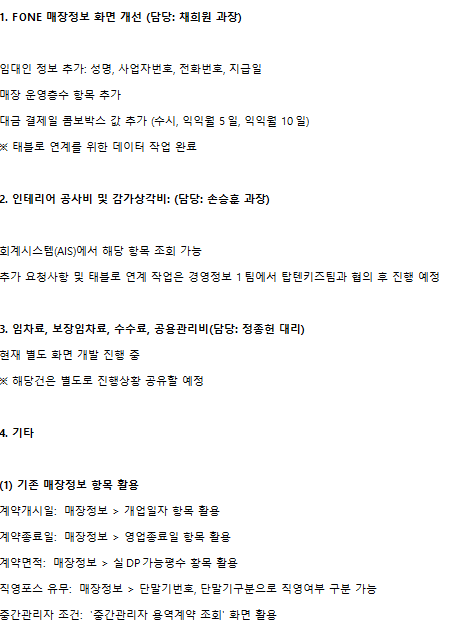 1. FONE 매장정보 화면 개선 (담당: 채희원 과장)
임대인 정보 추가: 성명, 사업자번호, 전화번호, 지급일
매장 운영층수 항목 추가
대금 결제일 콤보박스 값 추가 (수시, 익익월 5일, 익익월 10일)
※ 태블로 연계를 위한 데이터 작업 완료
2. 인테리어 공사비 및 감가상각비: (담당: 손승훈 과장)
회계시스템(AIS)에서 해당 항목 조회 가능
추가 요청사항 및 태블로 연계 작업은 경영정보 1팀에서 탑텐키즈팀과 협의 후 진행 예정
3. 임차료, 보장임차료, 수수료, 공용관리비(담당: 정종헌 대리)
현재 별도 화면 개발 진행 중
※ 해당건은 별도로 진행상황 공유할 예정
4. 기타
(1) 기존 매장정보 항목 활용
계약개시일: 매장정보 > 개업일자 항목 활용
계약종료일: 매장정보 > 영업종료일 항목 활용
계약면적: 매장정보 > 실DP가능평수 항목 활용
직영포스 유무: 매장정보 > 단말기번호, 단말기구분으로 직영여부 구분 가능
중간관리자 조건: '중간관리자 용역계약 조회' 화면 활용